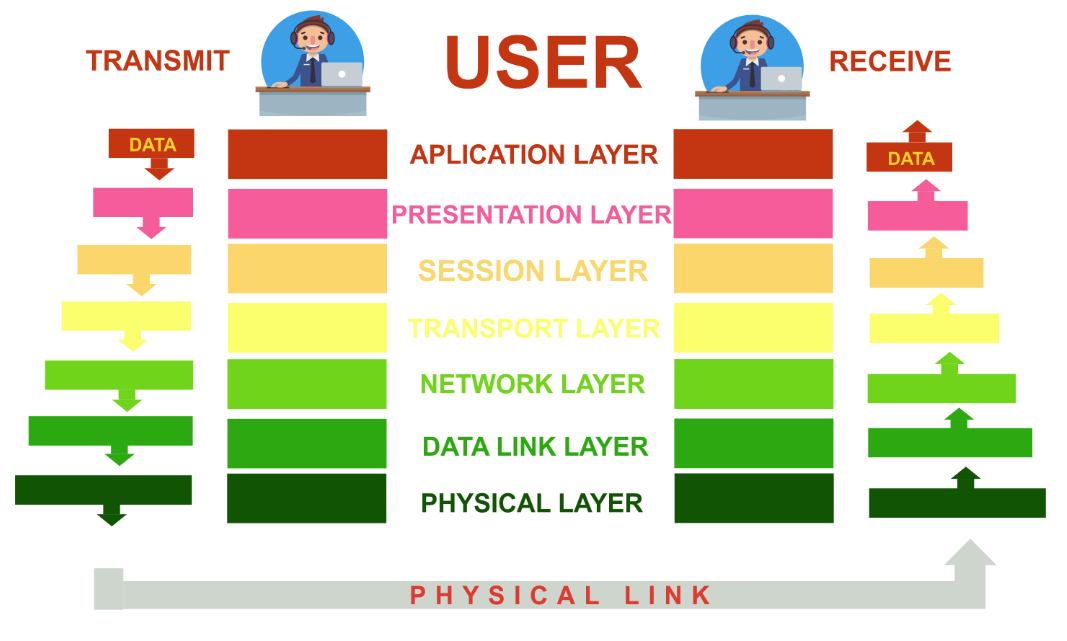 TRANSMIT
USER
RECEIVE
DATA
APLICATION LAYER
DATA
PRESENTATION LAYER
SESSION LAYER
TRANSPORT LAYER
NETWORK LAYER
DATA LINK LAYER
PHYSICAL LAYER
PHYSICAL LINK